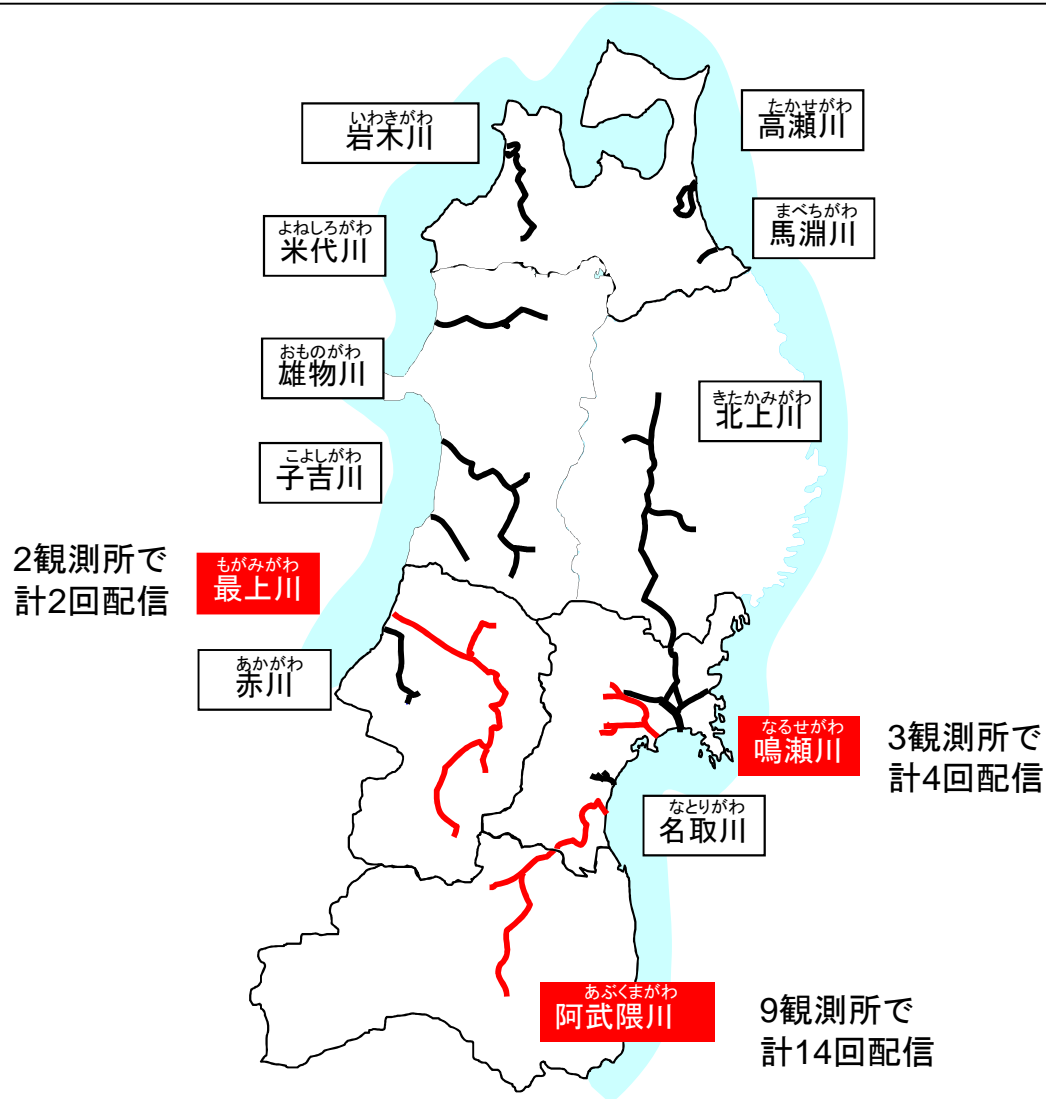 いわきがわ
岩木川
たかせがわ
高瀬川
よねしろがわ
米代川
まべちがわ
馬淵川
おものがわ
雄物川
きたかみがわ
北上川
こよしがわ
子吉川
2観測所で
計2回配信
もがみがわ
最上川
あかがわ
赤川
なるせがわ
鳴瀬川
3観測所で
計4回配信
なとりがわ
名取川
あぶくまがわ
阿武隈川
9観測所で
計14回配信